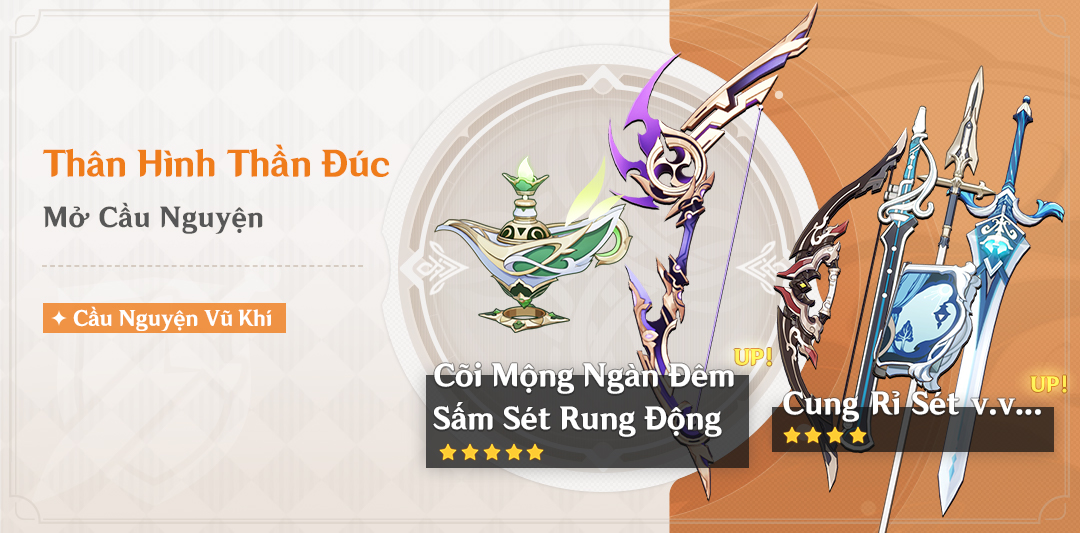 Thân Hình Thần Đúc
Mở Cầu Nguyện
Cầu Nguyện Vũ Khí
UP!
Cõi Mộng Ngàn Đêm
Sấm Sét Rung Động
UP!
Cung Rỉ Sét v.v...